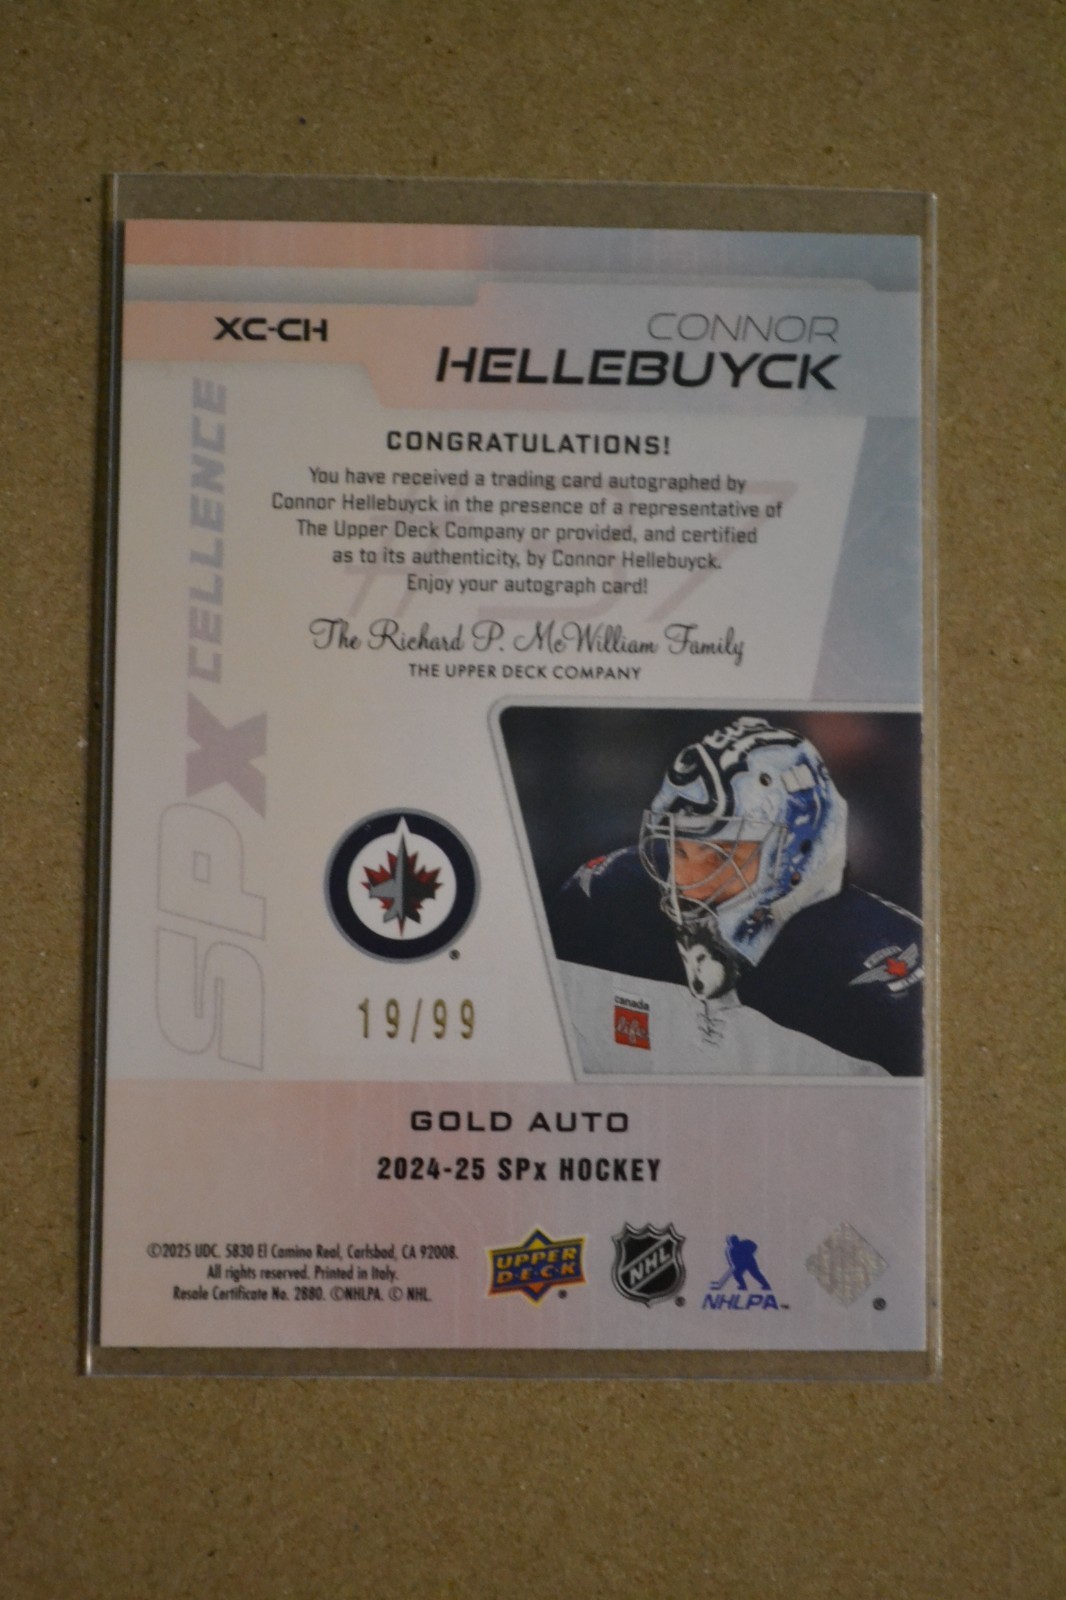 XC-CH
CONNOR
HELLEBUYCK
CONGRATULATIONS!
You have received a trading card autographed by
Connor Hellebuyck in the presence of a representative of
The Upper Deck Company or provided, and certified
as to its authenticity, by Connor Hellebuyck.
Enjoy your autograph card!
The Richard P. McWilliam Family
THE UPPER DECK COMPANY
SPXCELLENCE
19/99
canada
life
GOLD AUTO
2024-25 SPx HOCKEY
©2025 UDC. 5830 El Camino Real, Carlsbad, CA 92008.
All rights reserved. Printed in Italy.
Resale Certificate No. 2880. ©NHLPA. © NHL.
UPPER
D·E·C·K
®
NHL
®
NHLPA™
®